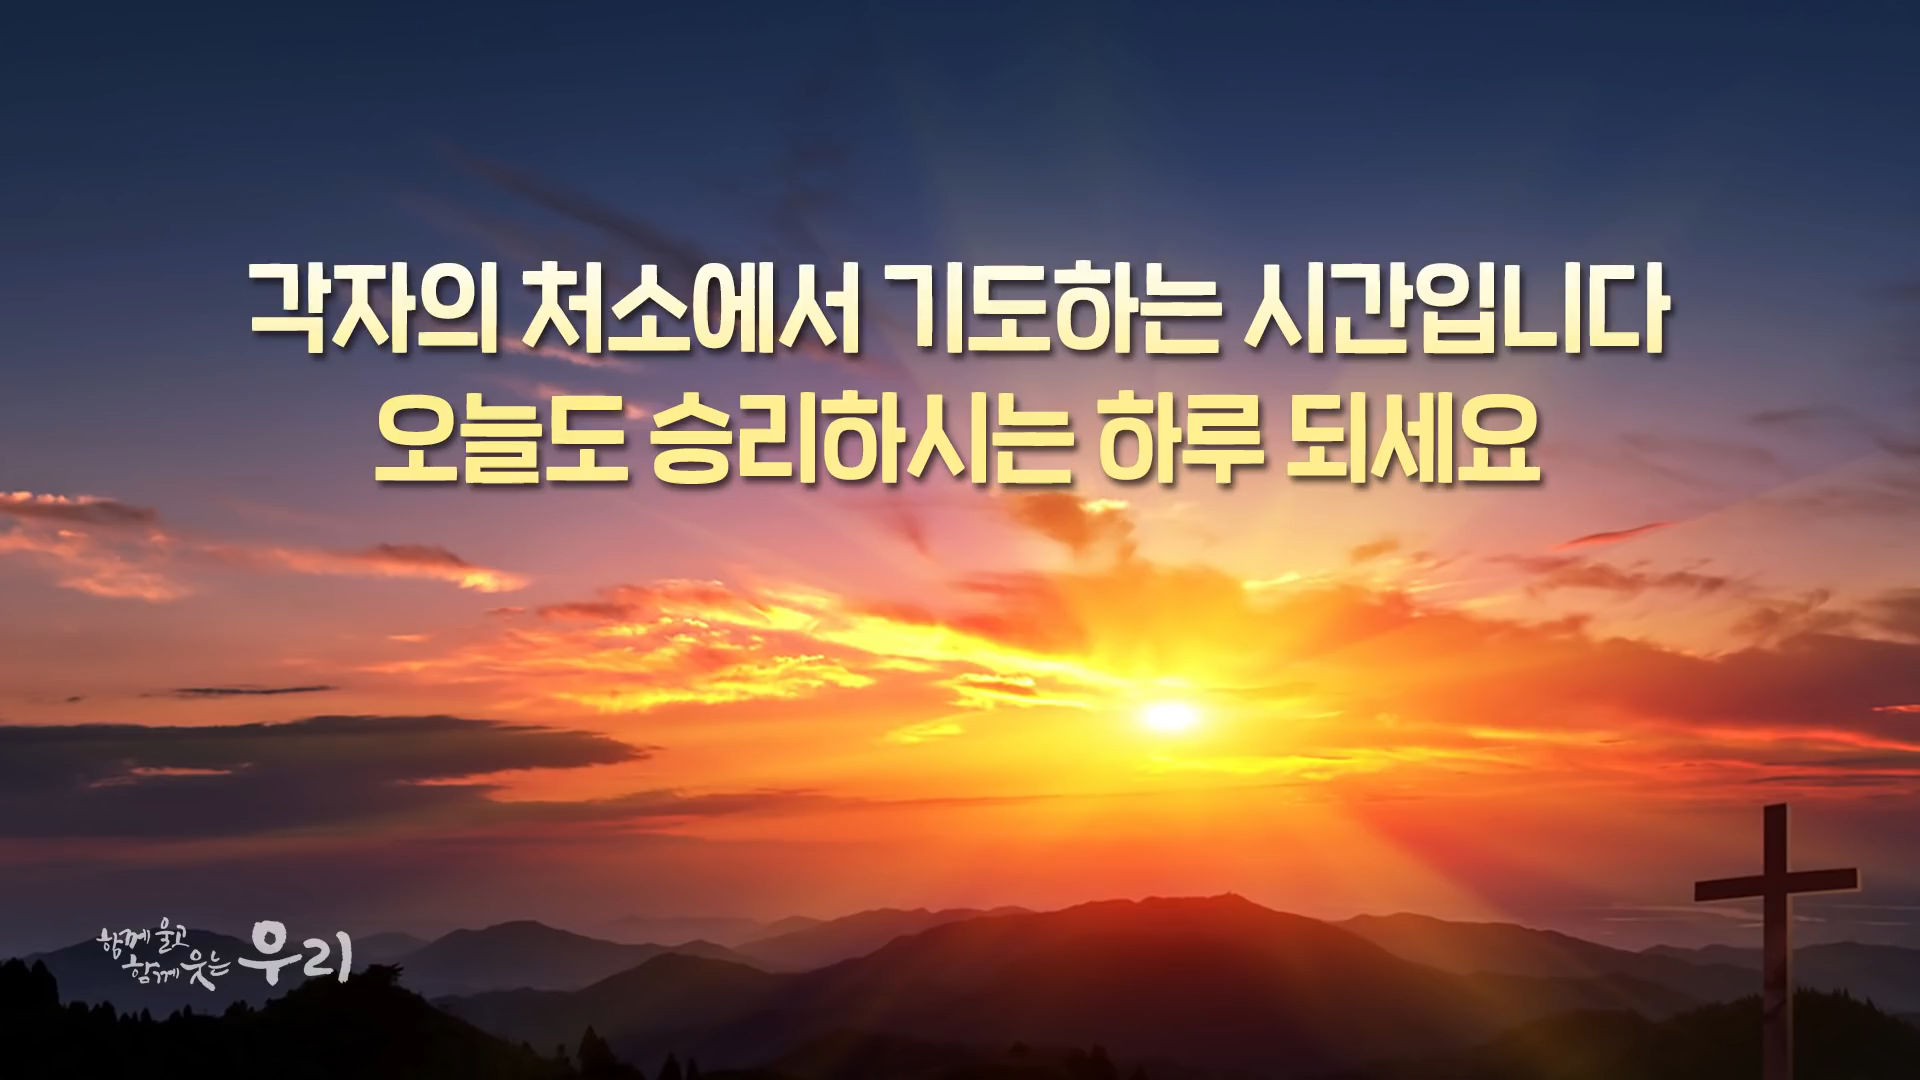 각자의 처소에서 기도하는 시간입니다
오늘도 승리하시는 하루 되세요
함께 울고
함께 웃는 우리